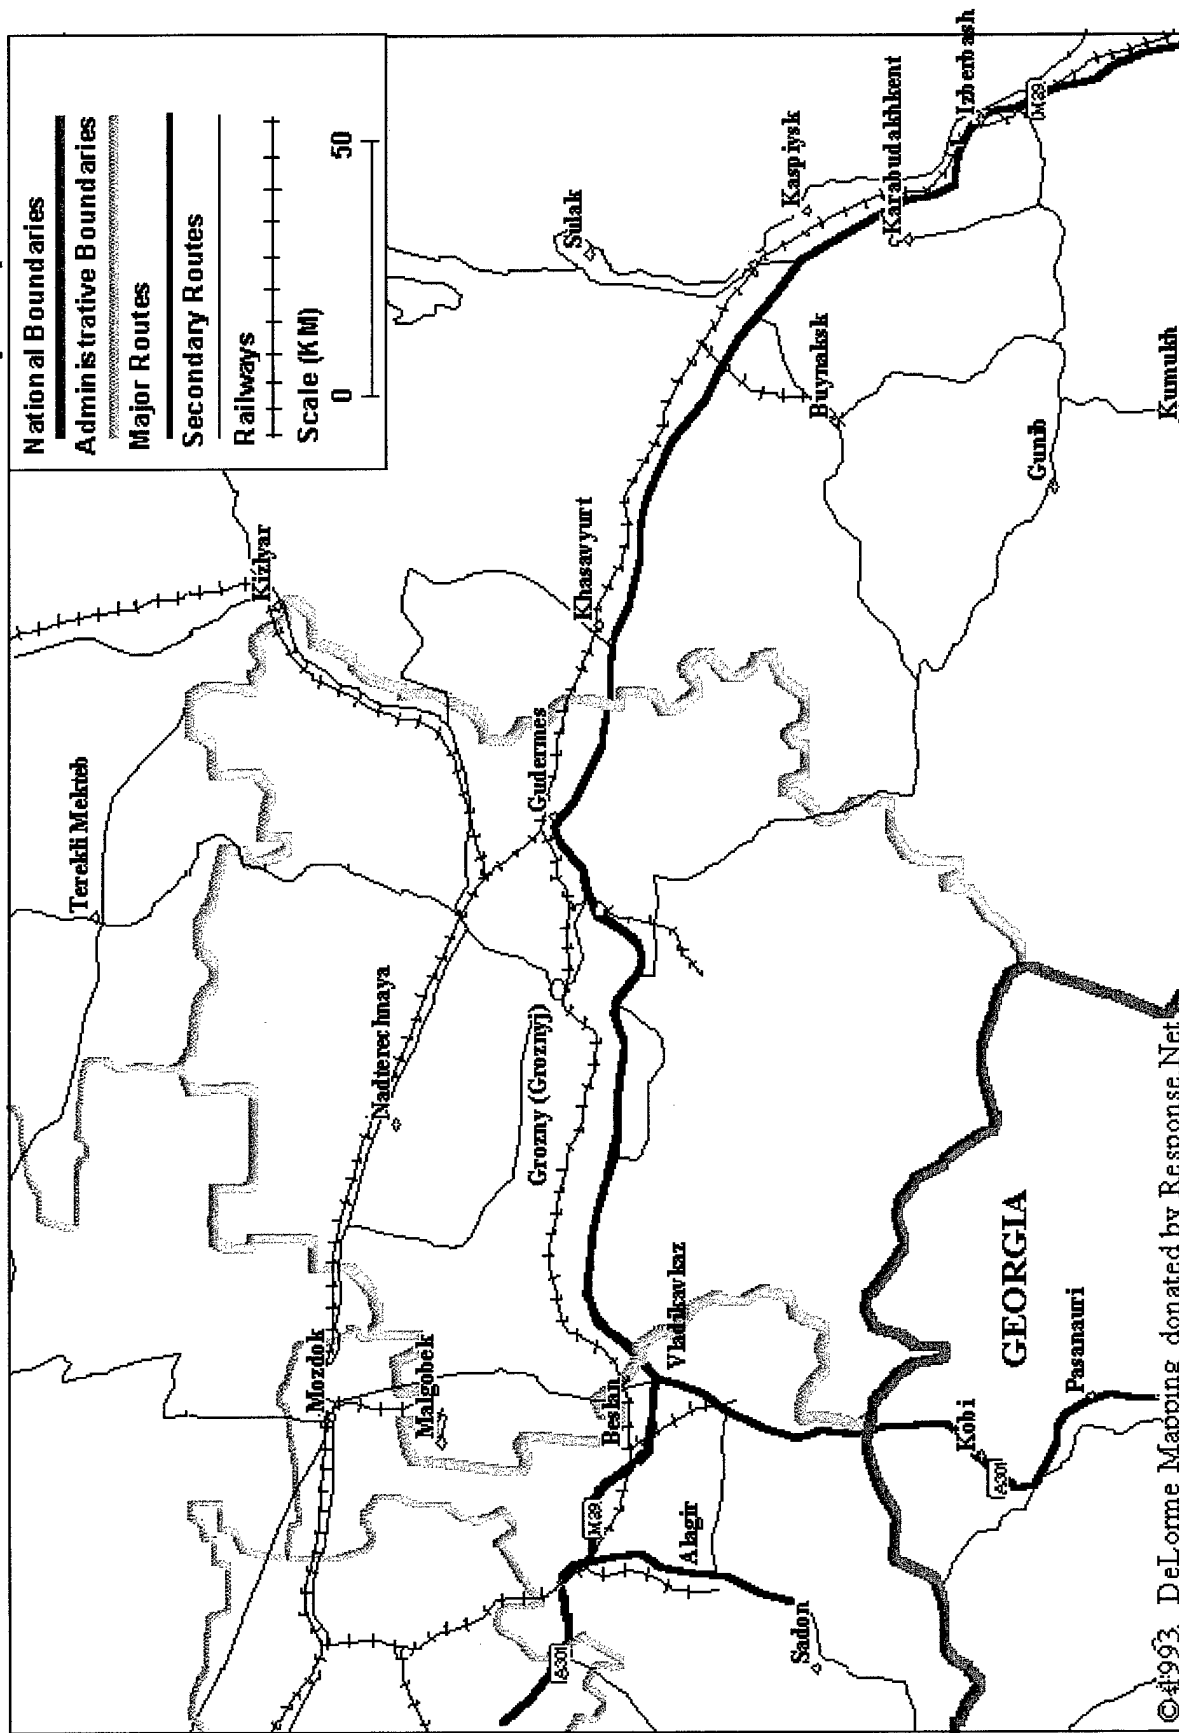 National Boundaries
Administrative Boundaries
Major Routes
Secondary Routes
Railways
Scale (KM)
0 50
Terekli Mekteb
Kizlyar
Mozdok
Nadterechnaya
Malgobek
Sulak
Gudermes
Khasavyurt
Grozny (Groznyj)
Kaspiysk
Beslan
Vladikavkaz
M29
Alagir
A301
Sadon
Buynaksk
Karabudakhkent
Izberbash
M29
Gunib
Kumukh
GEORGIA
Kobi
A301
Pasanauri
©1993, DeLorme Mapping, donated by Response Net